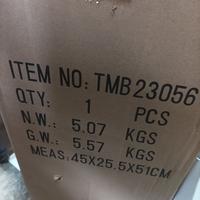 ITEM NO: TMB23056
QTY: 1 PCS
N.W.: 5.07 KGS
G.W.: 5.57 KGS
MEAS: 45X25.5X51CM